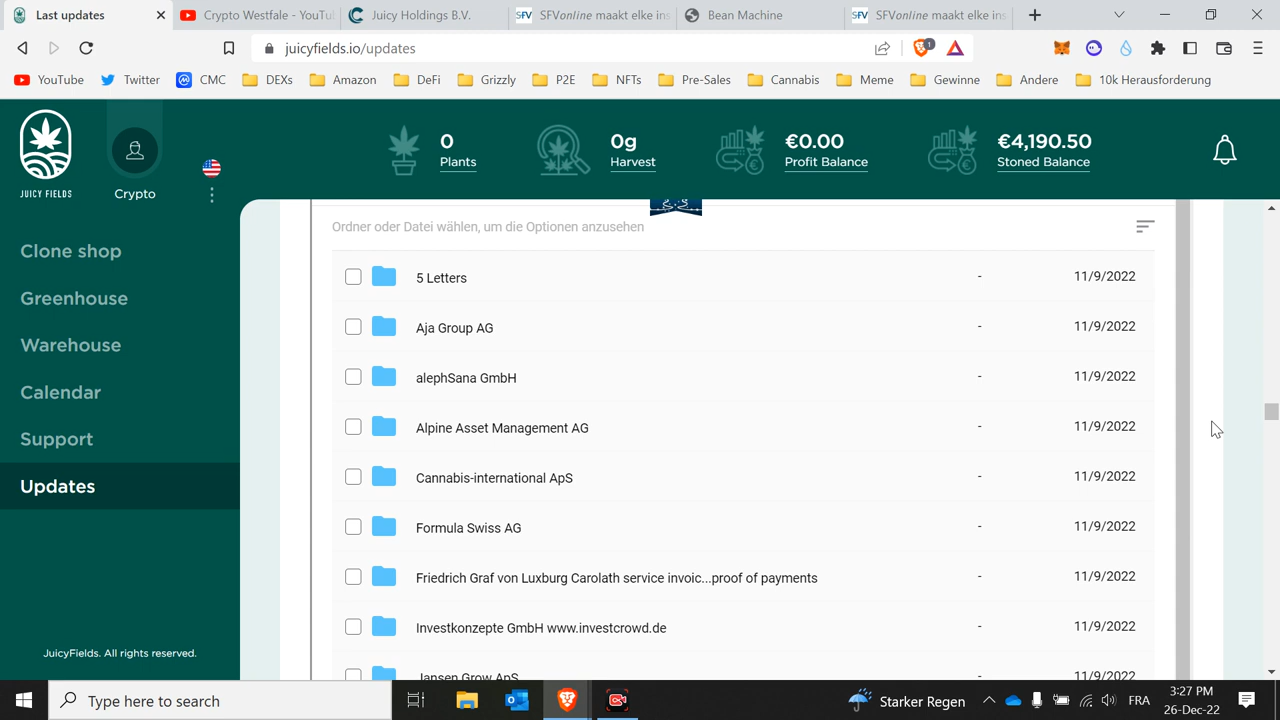 Last updates
Crypto Westfale - YouTu
Juicy Holdings B.V.
SFVonline maakt elke ins
Bean Machine
SFVonline maakt elke ins
juicyfields.io/updates
1
YouTube
Twitter
CMC
DEXs
Amazon
DeFi
Grizzly
P2E
NFTs
Pre-Sales
Cannabis
Meme
Gewinne
Andere
10k Herausforderung
JUICY FIELDS
Crypto
0
Plants
0g
Harvest
€0.00
Profit Balance
€4,190.50
Stoned Balance
Clone shop
Greenhouse
Warehouse
Calendar
Support
Updates
JuicyFields. All rights reserved.
Ordner oder Datei wählen, um die Optionen anzusehen
5 Letters - 11/9/2022
Aja Group AG - 11/9/2022
alephSana GmbH - 11/9/2022
Alpine Asset Management AG - 11/9/2022
Cannabis-international ApS - 11/9/2022
Formula Swiss AG - 11/9/2022
Friedrich Graf von Luxburg Carolath service invoic...proof of payments - 11/9/2022
Investkonzepte GmbH www.investcrowd.de - 11/9/2022
Jansen Grow ApS 11/9/2022
Type here to search
Starker Regen
FRA
3:27 PM
26-Dec-22